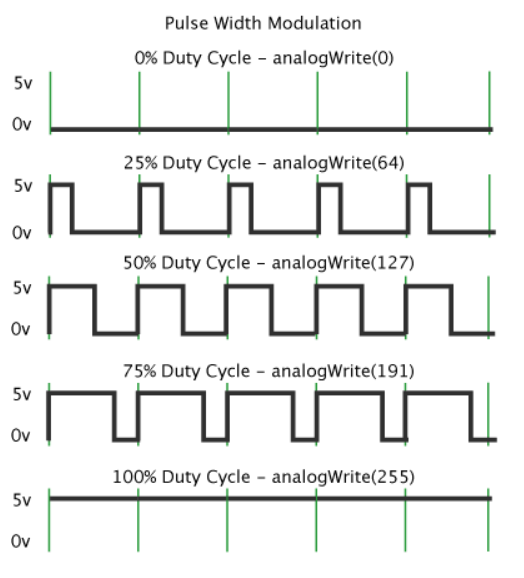 Pulse Width Modulation
0% Duty Cycle – analogWrite(0)
5v
0v
25% Duty Cycle – analogWrite(64)
5v
0v
50% Duty Cycle – analogWrite(127)
5v
0v
75% Duty Cycle – analogWrite(191)
5v
0v
100% Duty Cycle – analogWrite(255)
5v
0v